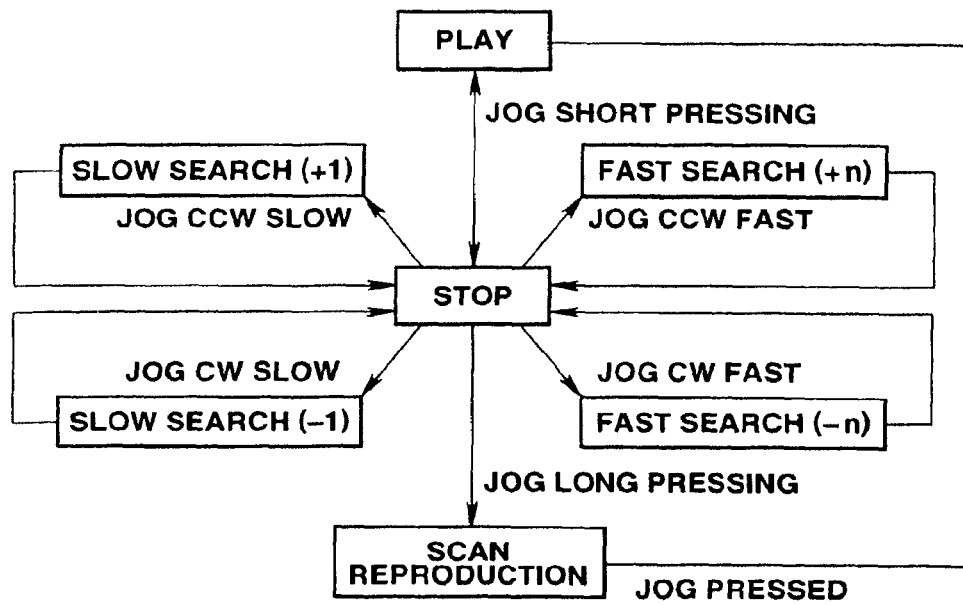 PLAY
JOG SHORT PRESSING
SLOW SEARCH (+1)
FAST SEARCH (+n)
JOG CCW SLOW
JOG CCW FAST
STOP
JOG CW SLOW
JOG CW FAST
SLOW SEARCH (−1)
FAST SEARCH (−n)
JOG LONG PRESSING
SCAN
REPRODUCTION
JOG PRESSED